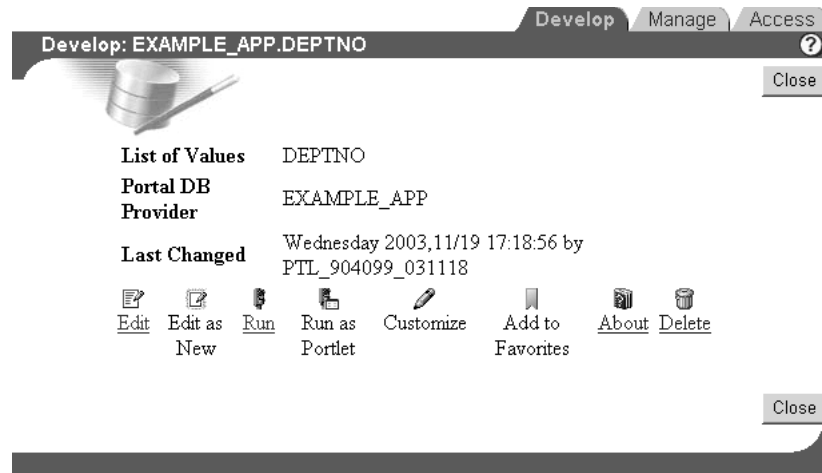 Develop Manage Access
Develop: EXAMPLE_APP.DEPTNO ?
Close
List of Values DEPTNO
Portal DB
Provider EXAMPLE_APP
Last Changed Wednesday 2003,11/19 17:18:56 by
PTL_904099_031118
Edit Edit as Run Run as Customize Add to About Delete
New Portlet Favorites
Close